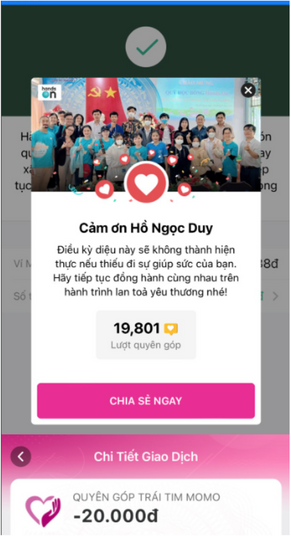 hands
on
Cảm ơn Hồ Ngọc Duy
Điều kỳ diệu này sẽ không thành hiện
thực nếu thiếu đi sự giúp sức của bạn.
Hãy tiếp tục đồng hành cùng nhau trên
hành trình lan toả yêu thương nhé!
19,801
Lượt quyên góp
CHIA SẺ NGAY
Chi Tiết Giao Dịch
QUYÊN GÓP TRÁI TIM MOMO
-20.000đ